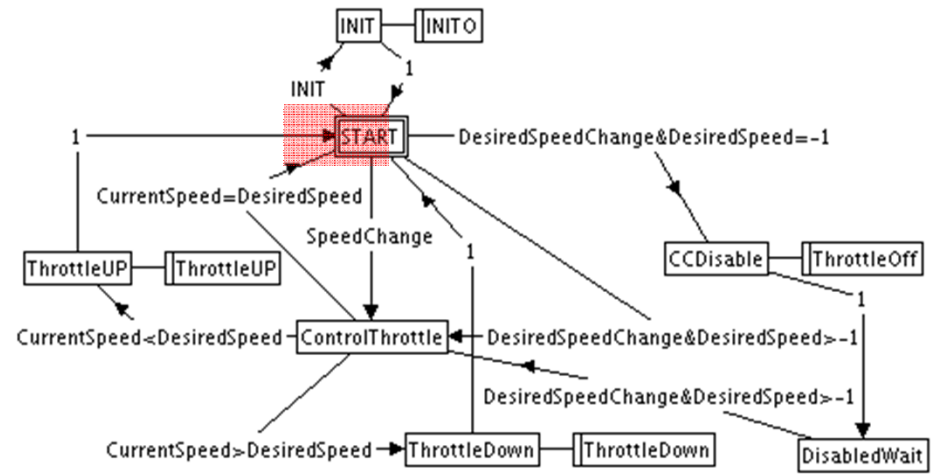 INIT
INITO
1
INIT
1
START
DesiredSpeedChange&DesiredSpeed=-1
CurrentSpeed=DesiredSpeed
SpeedChange
1
ThrottleUP
ThrottleUP
CCDisable
ThrottleOff
1
CurrentSpeed<DesiredSpeed
ControlThrottle
DesiredSpeedChange&DesiredSpeed>-1
DesiredSpeedChange&DesiredSpeed>-1
CurrentSpeed>DesiredSpeed
ThrottleDown
ThrottleDown
DisabledWait